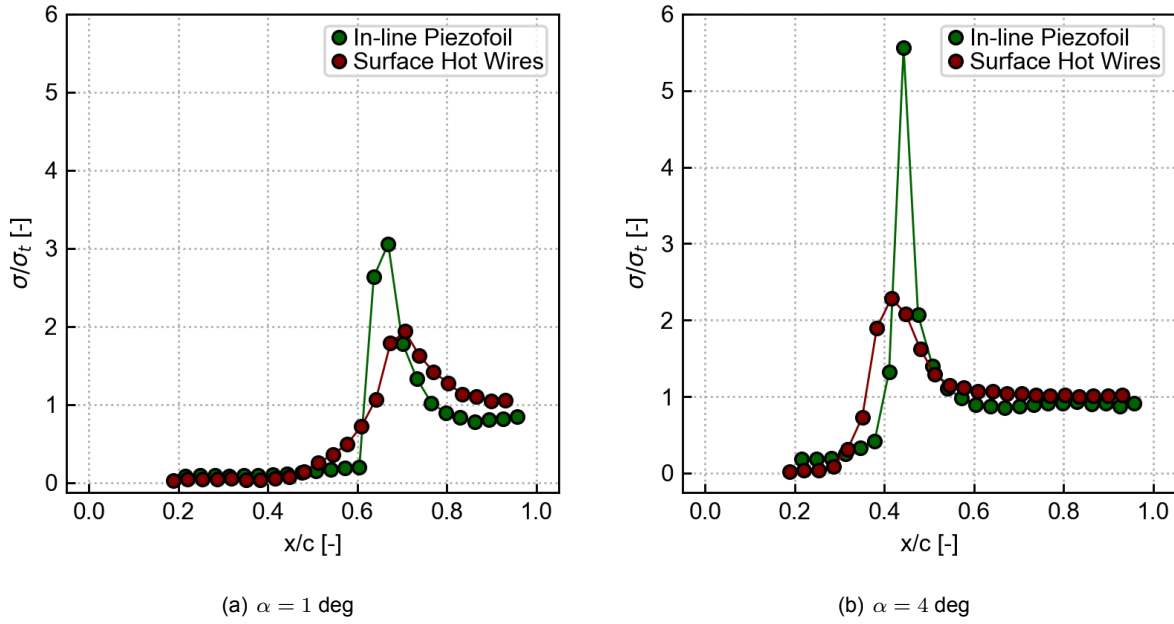 In-line Piezofoil
Surface Hot Wires
6
5
4
3
2
1
0
σ/σt [-]
0.0 0.2 0.4 0.6 0.8 1.0
x/c [-]
(a) α = 1 deg
In-line Piezofoil
Surface Hot Wires
6
5
4
3
2
1
0
σ/σt [-]
0.0 0.2 0.4 0.6 0.8 1.0
x/c [-]
(b) α = 4 deg